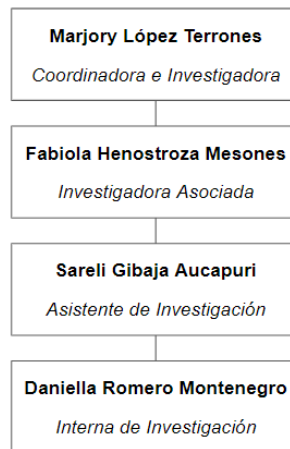 Marjory López Terrones
Coordinadora e Investigadora
Fabiola Henostroza Mesones
Investigadora Asociada
Sareli Gibaja Aucapuri
Asistente de Investigación
Daniella Romero Montenegro
Interna de Investigación